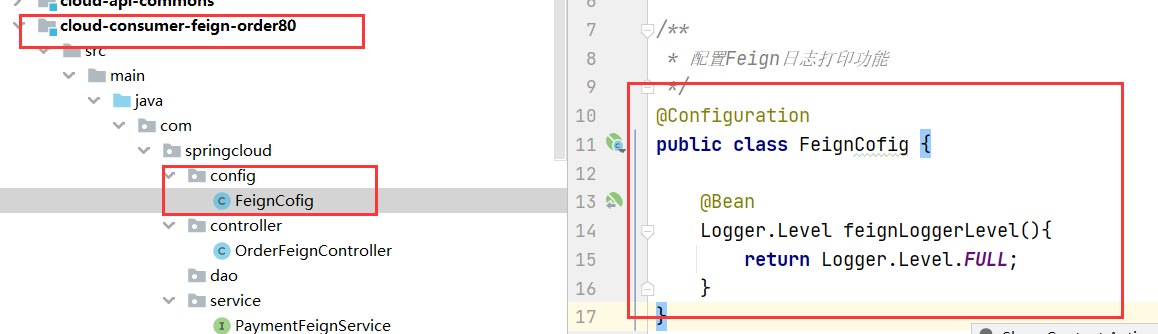 cloud-api-commons
cloud-consumer-feign-order80
src
main
java
com
springcloud
config
FeignCofig
controller
OrderFeignController
dao
service
PaymentFeignService
6
7 /**
8 * 配置Feign日志打印功能
9 */
10 @Configuration
11 public class FeignCofig {
12
13 @Bean
14 Logger.Level feignLoggerLevel(){
15 return Logger.Level.FULL;
16 }
17 }